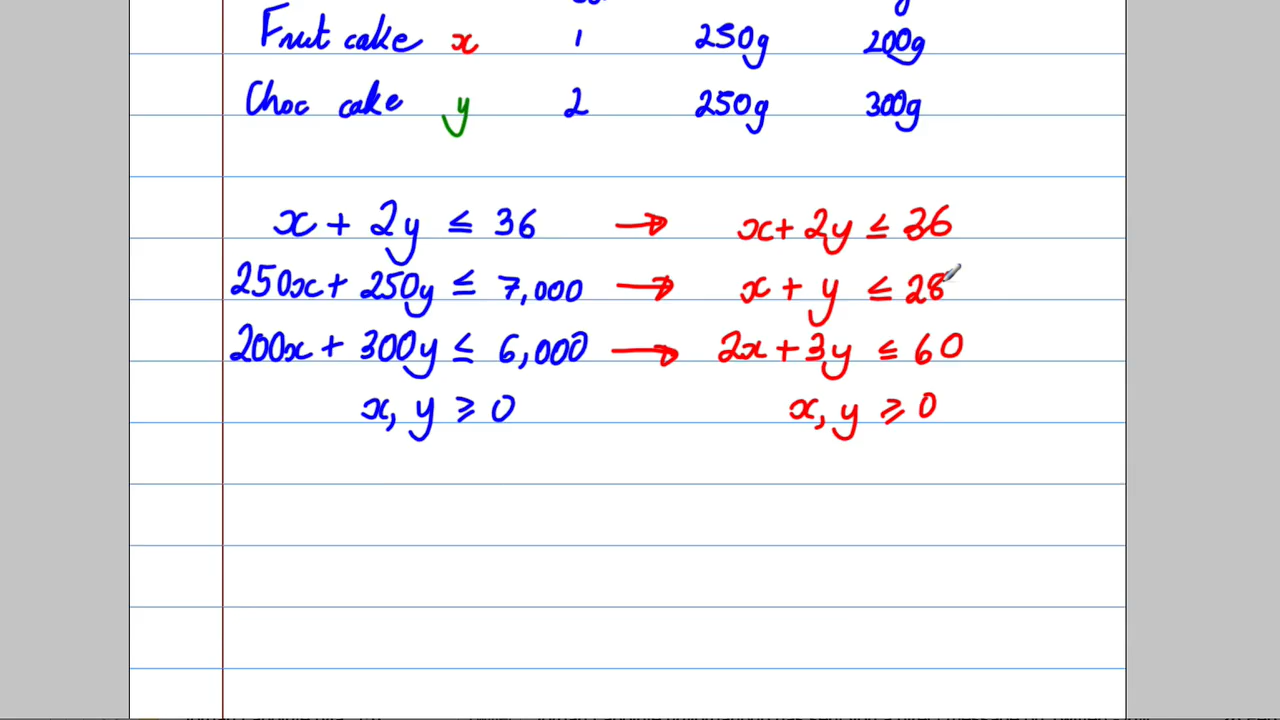 Fruit cake x 1 250g 200g
Choc cake y 2 250g 300g
x + 2y ≤ 36 → x + 2y ≤ 36
250x + 250y ≤ 7,000 → x + y ≤ 28
200x + 300y ≤ 6,000 → 2x + 3y ≤ 60
x, y ≥ 0 x, y ≥ 0